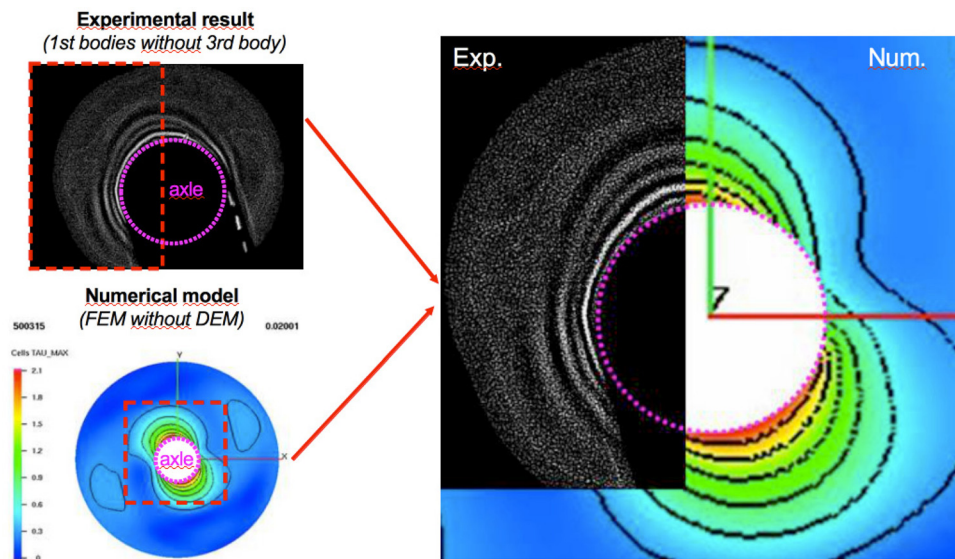 Experimental result
(1st bodies without 3rd body)
axle
Numerical model
(FEM without DEM)
500315
0.02001
Cells TAU_MAX
2.1
1.8
1.5
1.2
0.9
0.6
0.3
0.0
Y
X
axle
Exp.
Num.
Z